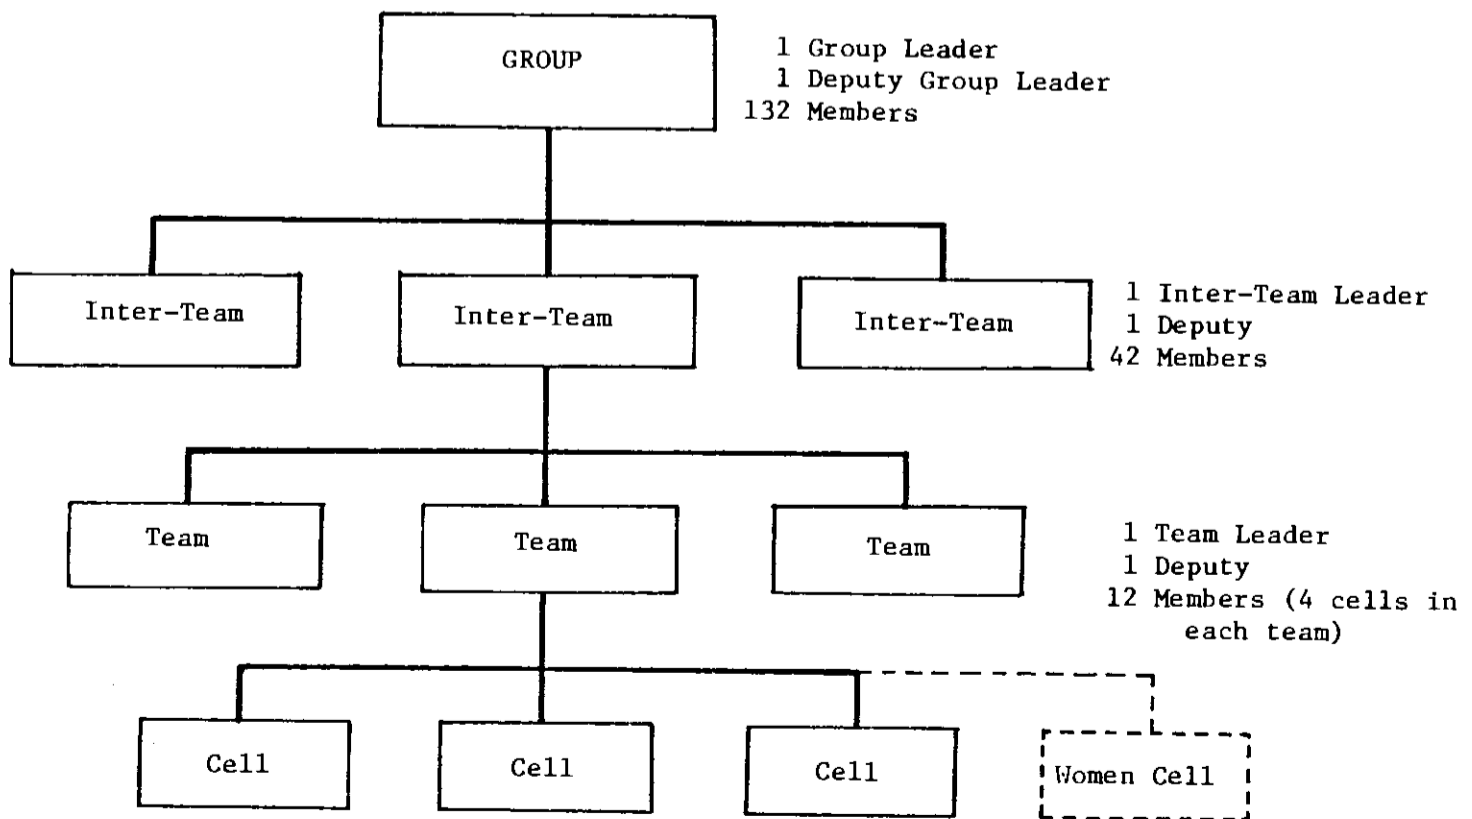 GROUP
1 Group Leader
1 Deputy Group Leader
132 Members
Inter-Team
Inter-Team
Inter-Team
1 Inter-Team Leader
1 Deputy
42 Members
Team
Team
Team
1 Team Leader
1 Deputy
12 Members (4 cells in
each team)
Cell
Cell
Cell
Women Cell